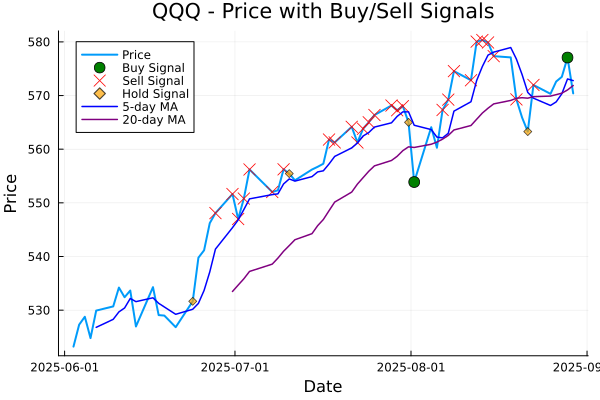 QQQ - Price with Buy/Sell Signals
580
570
560
550
540
530
Price
Price
Buy Signal
Sell Signal
Hold Signal
5-day MA
20-day MA
2025-06-01
2025-07-01
2025-08-01
2025-09
Date